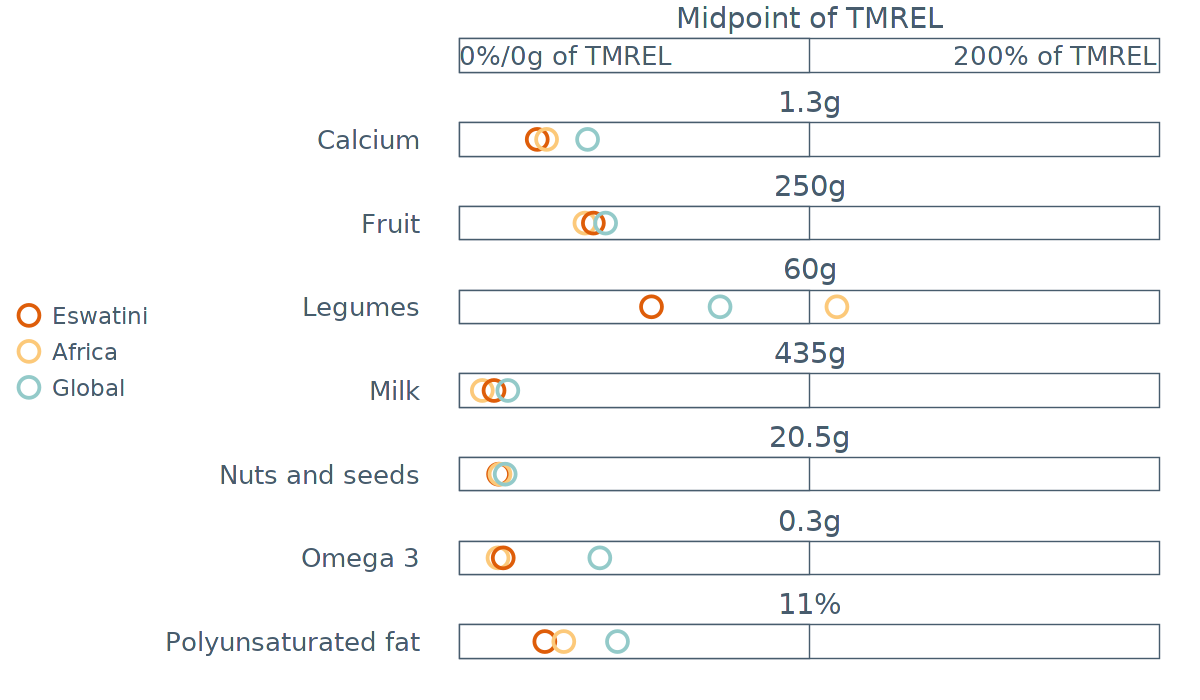 Midpoint of TMREL
0%/0g of TMREL 200% of TMREL
1.3g
Calcium
250g
Fruit
60g
Legumes
435g
Milk
20.5g
Nuts and seeds
0.3g
Omega 3
11%
Polyunsaturated fat
Eswatini
Africa
Global